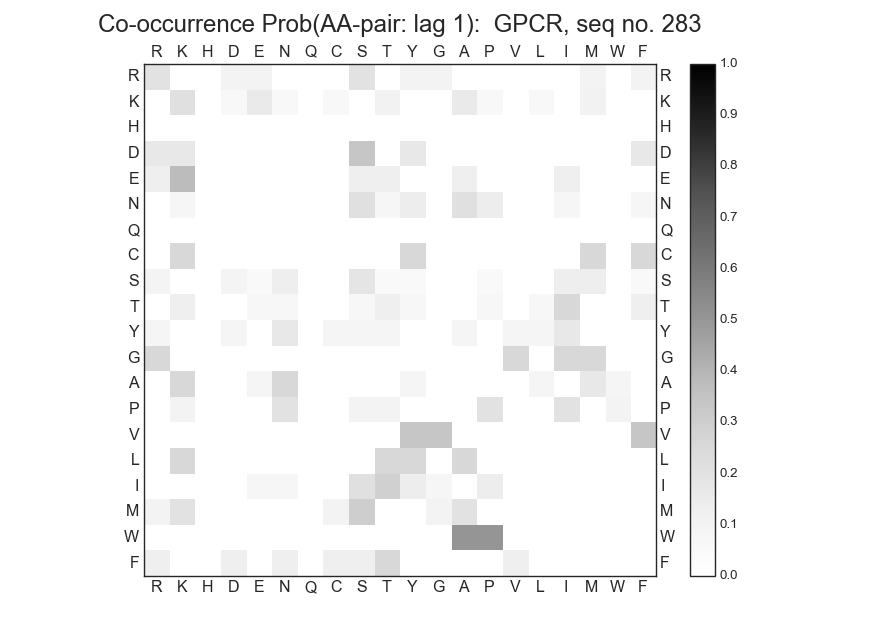 Co-occurrence Prob(AA-pair: lag 1):  GPCR, seq no. 283
R K H D E N Q C S T Y G A P V L I M W F
R R 1.0
K K 0.9
H H
D D 0.8
E E
N N 0.7
Q Q 0.6
C C
S S 0.5
T T
Y Y 0.4
G G
A A 0.3
P P
V V 0.2
L L
I I 0.1
M M
W W
F F 0.0
R K H D E N Q C S T Y G A P V L I M W F